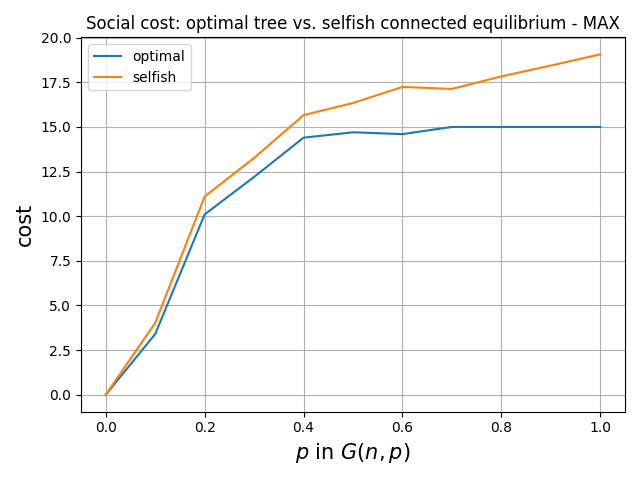 Social cost: optimal tree vs. selfish connected equilibrium - MAX
optimal
selfish
20.0
17.5
15.0
12.5
10.0
7.5
5.0
2.5
0.0
cost
0.0 0.2 0.4 0.6 0.8 1.0
p in G(n, p)